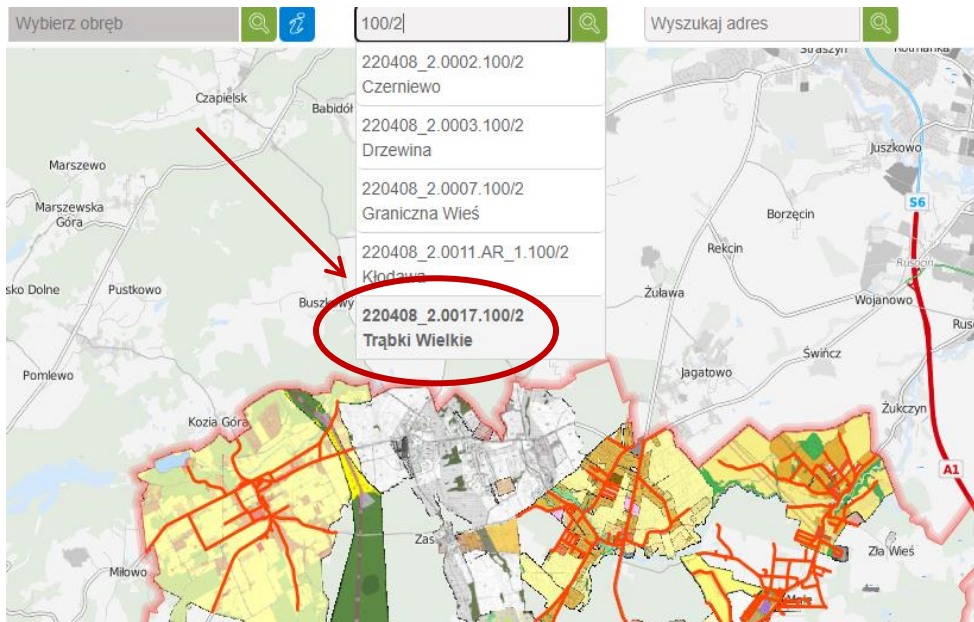 Wybierz obręb
100/2
Wyszukaj adres
220408_2.0002.100/2
Czerniewo
220408_2.0003.100/2
Drzewina
220408_2.0007.100/2
Graniczna Wieś
220408_2.0011.AR_1.100/2
Kłodawa
220408_2.0017.100/2
Trąbki Wielkie
Straszyn
Rotmanka
Czapielsk
Babidół
Juszkowo
Marszewo
Marszewska
Góra
S6
Borzęcin
Rekcin
Rusocin
sko Dolne
Pustkowo
Żuława
Buszkowy
Wojanowo
Rus
Świńcz
Pomlewo
Jagatowo
Kozia Góra
Żukczyn
A1
Zas
Zła Wieś
Miłowo
Małe